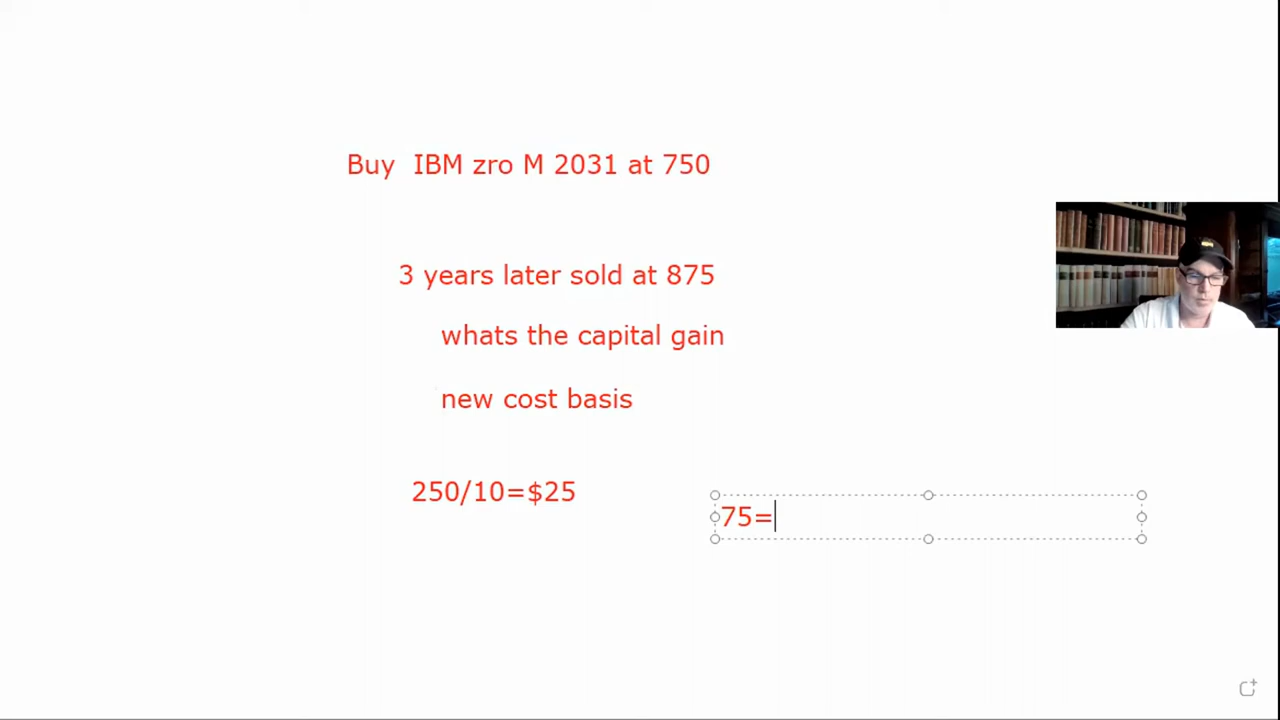 Buy IBM zro M 2031 at 750
3 years later sold at 875
whats the capital gain
new cost basis
250/10=$25
75=